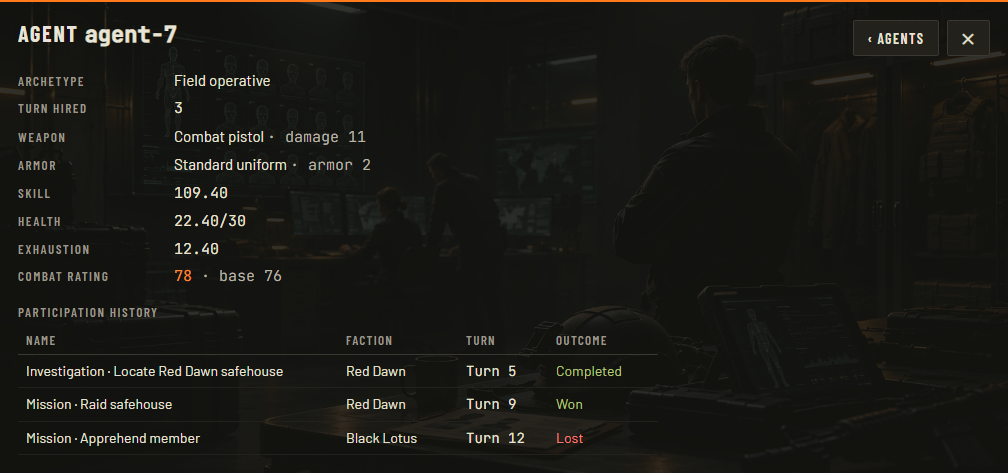 AGENT agent-7
‹ AGENTS ✕
ARCHETYPE Field operative
TURN HIRED 3
WEAPON Combat pistol · damage 11
ARMOR Standard uniform · armor 2
SKILL 109.40
HEALTH 22.40/30
EXHAUSTION 12.40
COMBAT RATING 78 · base 76
PARTICIPATION HISTORY
NAME FACTION TURN OUTCOME
Investigation · Locate Red Dawn safehouse Red Dawn Turn 5 Completed
Mission · Raid safehouse Red Dawn Turn 9 Won
Mission · Apprehend member Black Lotus Turn 12 Lost